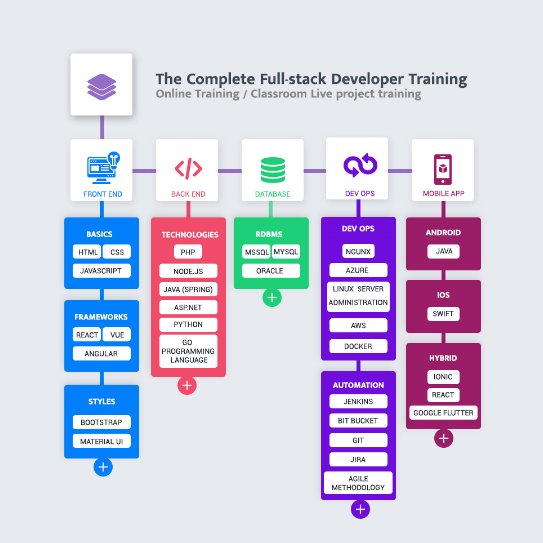 The Complete Full-stack Developer Training
Online Training / Classroom Live project training
FRONT END
BACK END
DATABASE
DEV OPS
MOBILE APP
BASICS
HTML
CSS
JAVASCRIPT
FRAMEWORKS
REACT
VUE
ANGULAR
STYLES
BOOTSTRAP
MATERIAL UI
TECHNOLOGIES
PHP
NODE.JS
JAVA (SPRING)
ASP.NET
PYTHON
GO
PROGRAMMING
LANGUAGE
RDBMS
MSSQL
MYSQL
ORACLE
DEV OPS
NGUNX
AZURE
LINUX SERVER
ADMINISTRATION
AWS
DOCKER
AUTOMATION
JENKINS
BIT BUCKET
GIT
JIRA
AGILE
METHODOLOGY
ANDROID
JAVA
IOS
SWIFT
HYBRID
IONIC
REACT
GOOGLE FLUTTER